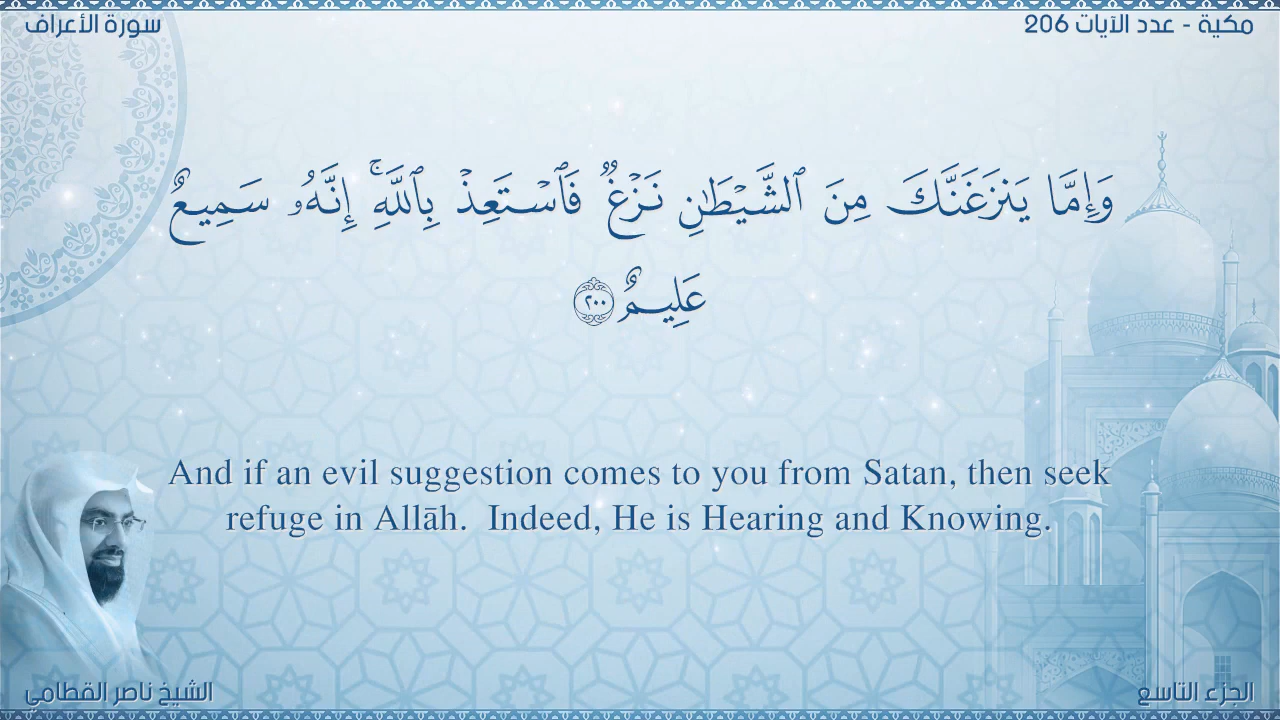 سورة الأعراف
مكية - عدد الآيات 206
وَإِمَّا يَنزَغَنَّكَ مِنَ ٱلشَّيْطَٰنِ نَزْغٌ فَٱسْتَعِذْ بِٱللَّهِ ۚ إِنَّهُۥ سَمِيعٌ
عَلِيمٌ ٢٠٠
And if an evil suggestion comes to you from Satan, then seek
refuge in Allāh.  Indeed, He is Hearing and Knowing.
الشيخ ناصر القطامي
الجزء التاسع